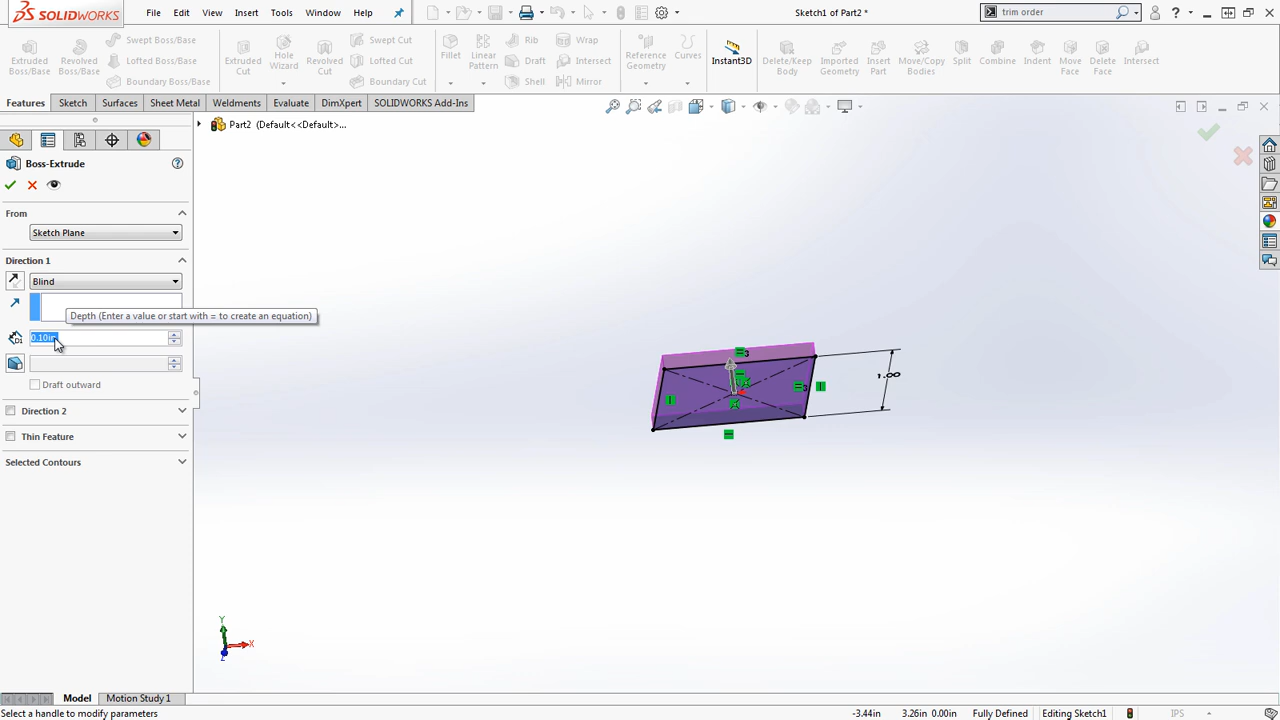 SOLIDWORKS File Edit View Insert Tools Window Help Sketch1 of Part2 * trim order
Extruded Boss/Base Revolved Boss/Base Swept Boss/Base Lofted Boss/Base Boundary Boss/Base Extruded Cut Hole Wizard Revolved Cut Swept Cut Lofted Cut Boundary Cut Fillet Linear Pattern Rib Draft Shell Wrap Intersect Mirror Reference Geometry Curves Instant3D Delete/Keep Body Imported Geometry Insert Part Move/Copy Bodies Split Combine Indent Move Face Delete Face Intersect
Features Sketch Surfaces Sheet Metal Weldments Evaluate DimXpert SOLIDWORKS Add-Ins
Part2 (Default<<Default>...
Boss-Extrude
From
Sketch Plane
Direction 1
Blind
Depth (Enter a value or start with = to create an equation)
0.10in
Draft outward
Direction 2
Thin Feature
Selected Contours
3
1.00
3
Y
X
Z
Model Motion Study 1
Select a handle to modify parameters -3.44in 3.26in 0.00in Fully Defined Editing Sketch1 IPS